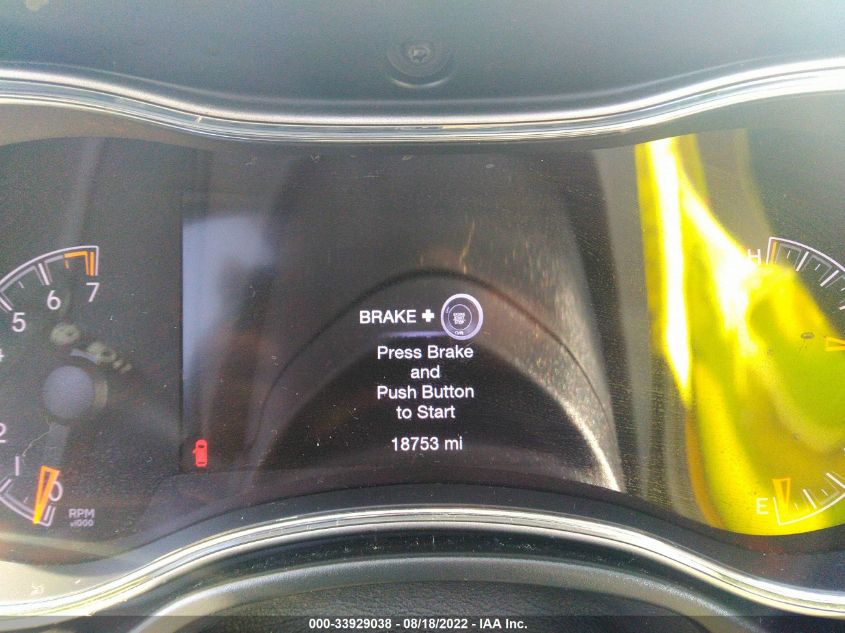 H
7
6
5
4
BRAKE +
Press Brake
and
Push Button
to Start
2
18753 mi
1
0
E
RPM
x1000
000-33929038 - 08/18/2022 - IAA Inc.